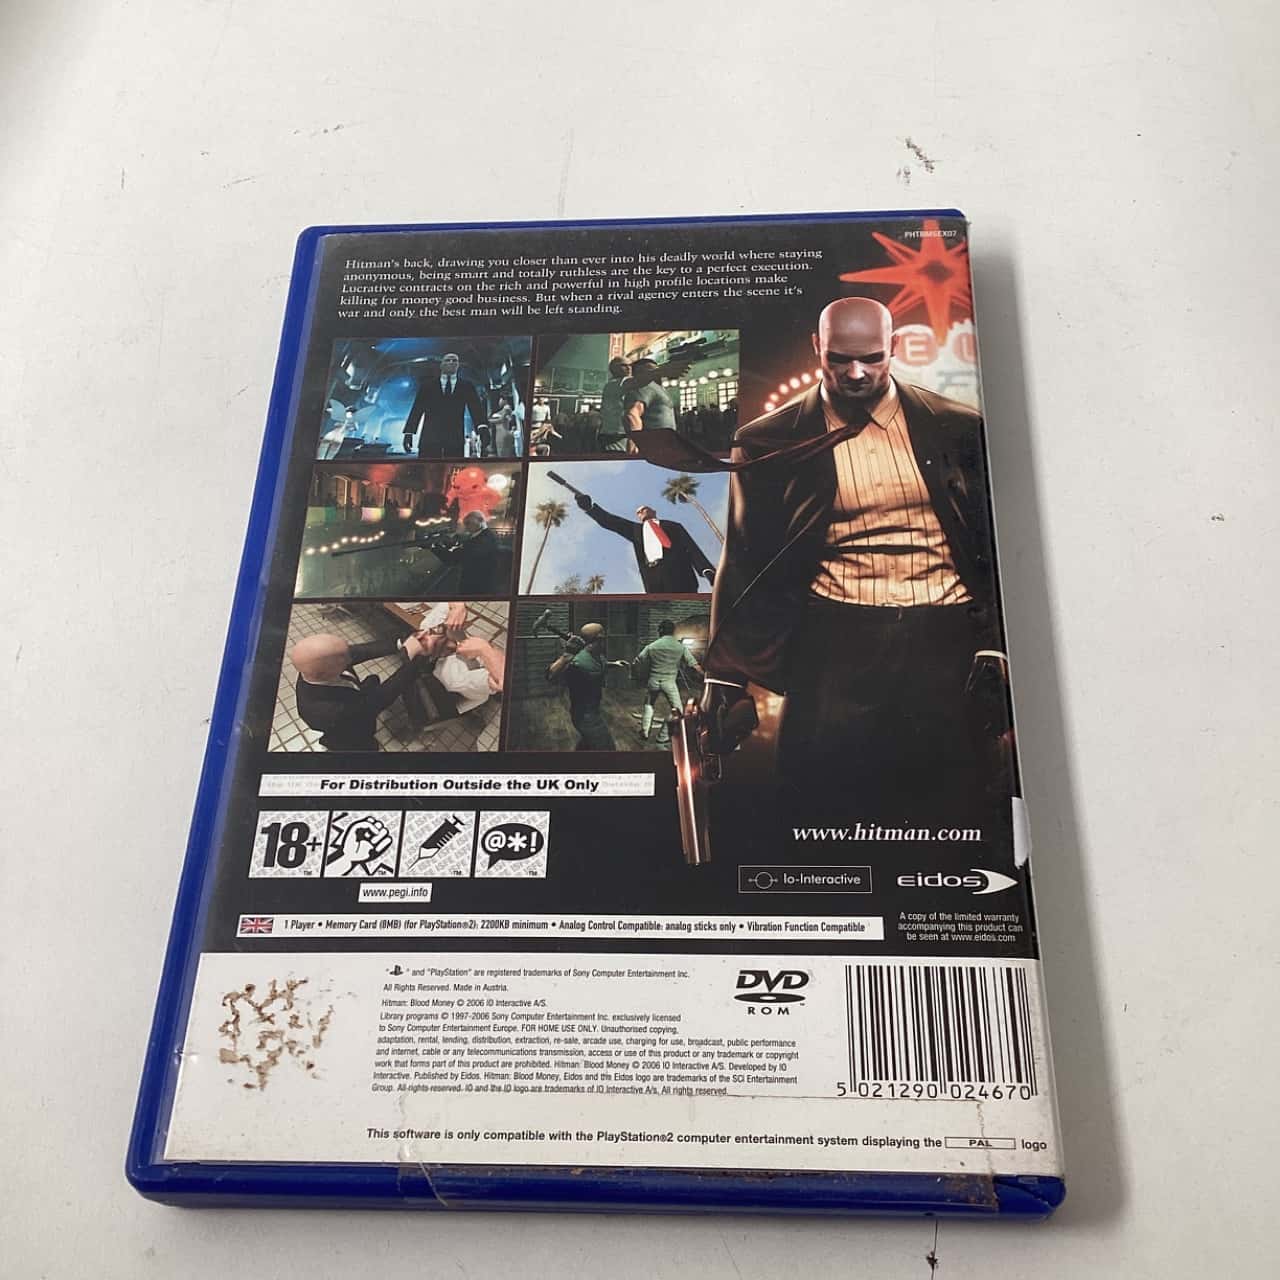 PHTBMSEX07
Hitman's back, drawing you closer than ever into his deadly world where staying
anonymous, being smart and totally ruthless are the key to a perfect execution.
Lucrative contracts on the rich and powerful in high profile locations make
killing for money good business. But when a rival agency enters the scene it's
war and only the best man will be left standing.
E L
For Distribution Outside the UK Only
18+
@*!
TM TM TM
www.pegi.info
www.hitman.com
Io-Interactive
eidos
1 Player • Memory Card (8MB) (for PlayStation®2): 2200KB minimum • Analog Control Compatible: analog sticks only • Vibration Function Compatible
A copy of the limited warranty
accompanying this product can
be seen at www.eidos.com
" " and "PlayStation" are registered trademarks of Sony Computer Entertainment Inc.
All Rights Reserved. Made in Austria.
Hitman: Blood Money © 2006 IO Interactive A/S.
Library programs © 1997-2006 Sony Computer Entertainment Inc. exclusively licensed
to Sony Computer Entertainment Europe. FOR HOME USE ONLY. Unauthorised copying,
adaptation, rental, lending, distribution, extraction, re-sale, arcade use, charging for use, broadcast, public performance
and internet, cable or any telecommunications transmission, access or use of this product or any trademark or copyright
work that forms part of this product are prohibited. Hitman: Blood Money © 2006 IO Interactive A/S. Developed by IO
Interactive. Published by Eidos. Hitman: Blood Money, Eidos and the Eidos logo are trademarks of the SCI Entertainment
Group. All rights reserved. IO and the IO logo are trademarks of IO Interactive A/s. All rights reserved.
DVD
ROM
5 021290 024670
This software is only compatible with the PlayStation®2 computer entertainment system displaying the PAL logo